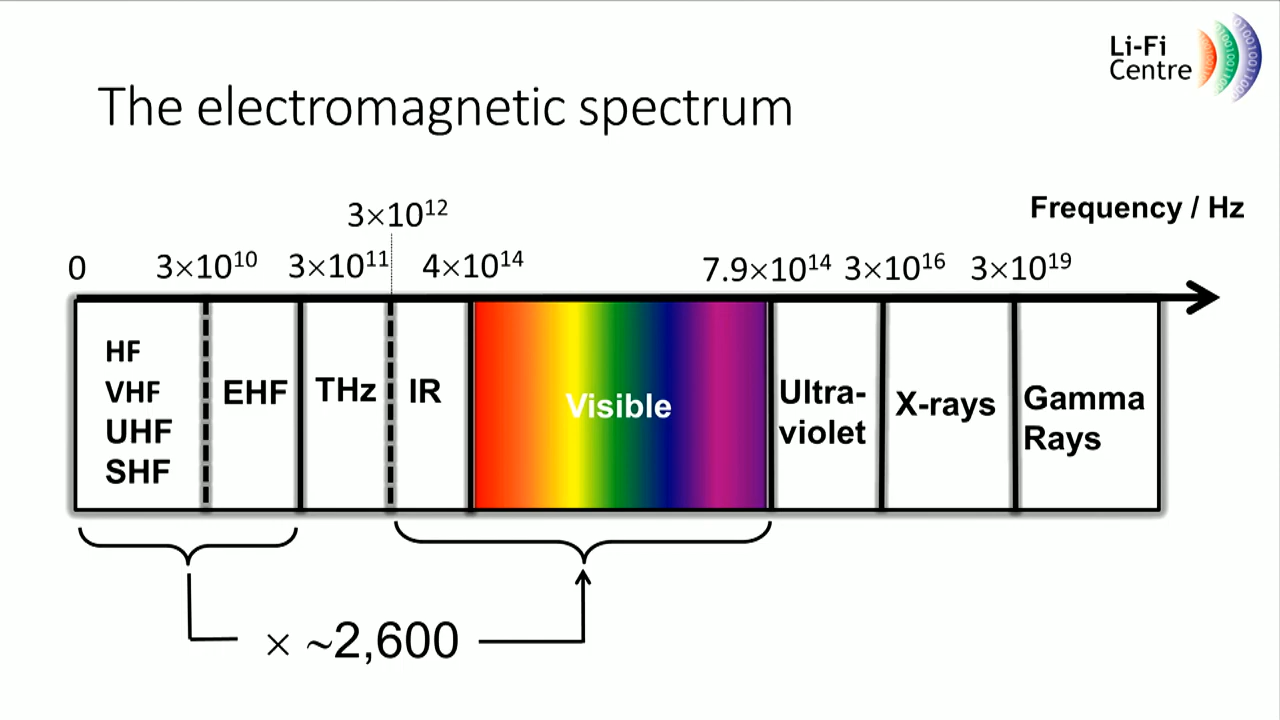 Li-Fi
Centre
The electromagnetic spectrum
Frequency / Hz
3×10¹²
0 3×10¹⁰ 3×10¹¹ 4×10¹⁴ 7.9×10¹⁴ 3×10¹⁶ 3×10¹⁹
HF
VHF
UHF
SHF
EHF
THz
IR
Visible
Ultra-
violet
X-rays
Gamma
Rays
× ~2,600